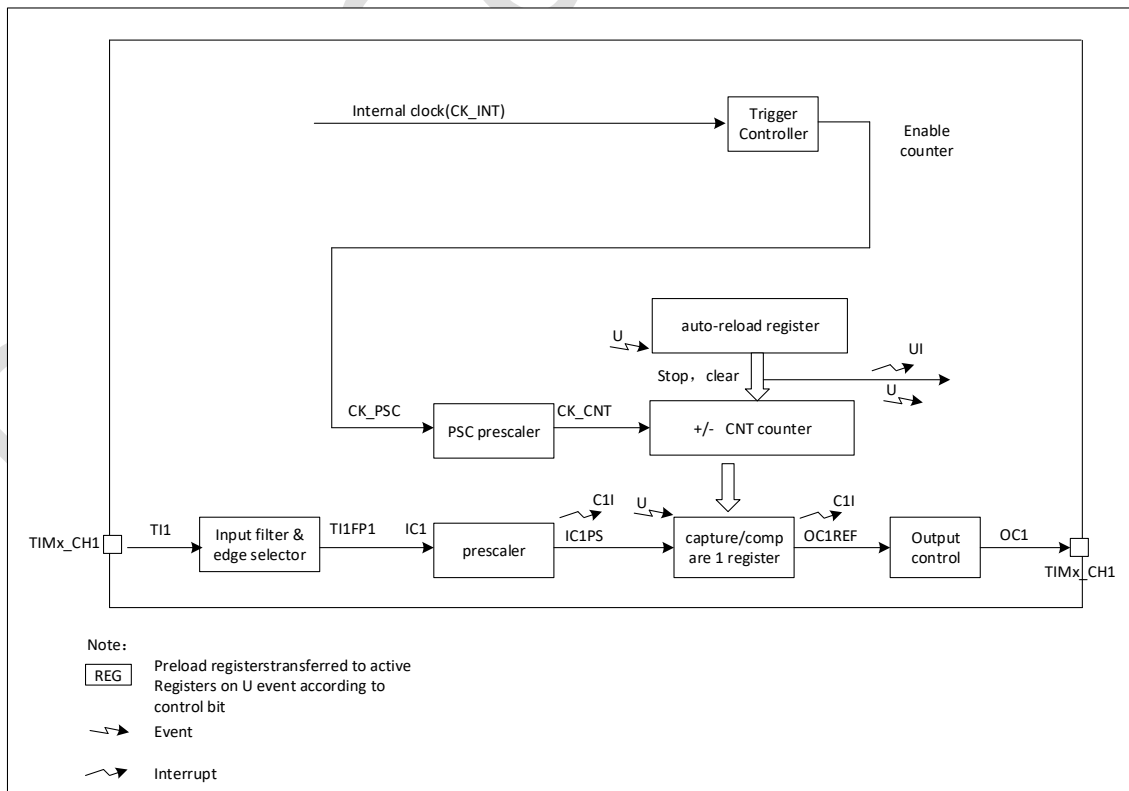 Internal clock(CK_INT)
Trigger
Controller
Enable
counter
auto-reload register
U
UI
Stop，clear
U
CK_PSC
CK_CNT
PSC prescaler
+/- CNT counter
C1I
U
C1I
TIMx_CH1
TI1
Input filter &
edge selector
TI1FP1
IC1
prescaler
IC1PS
capture/comp
are 1 register
OC1REF
Output
control
OC1
TIMx_CH1
Note：
REG
Preload registerstransferred to active
Registers on U event according to
control bit
Event
Interrupt